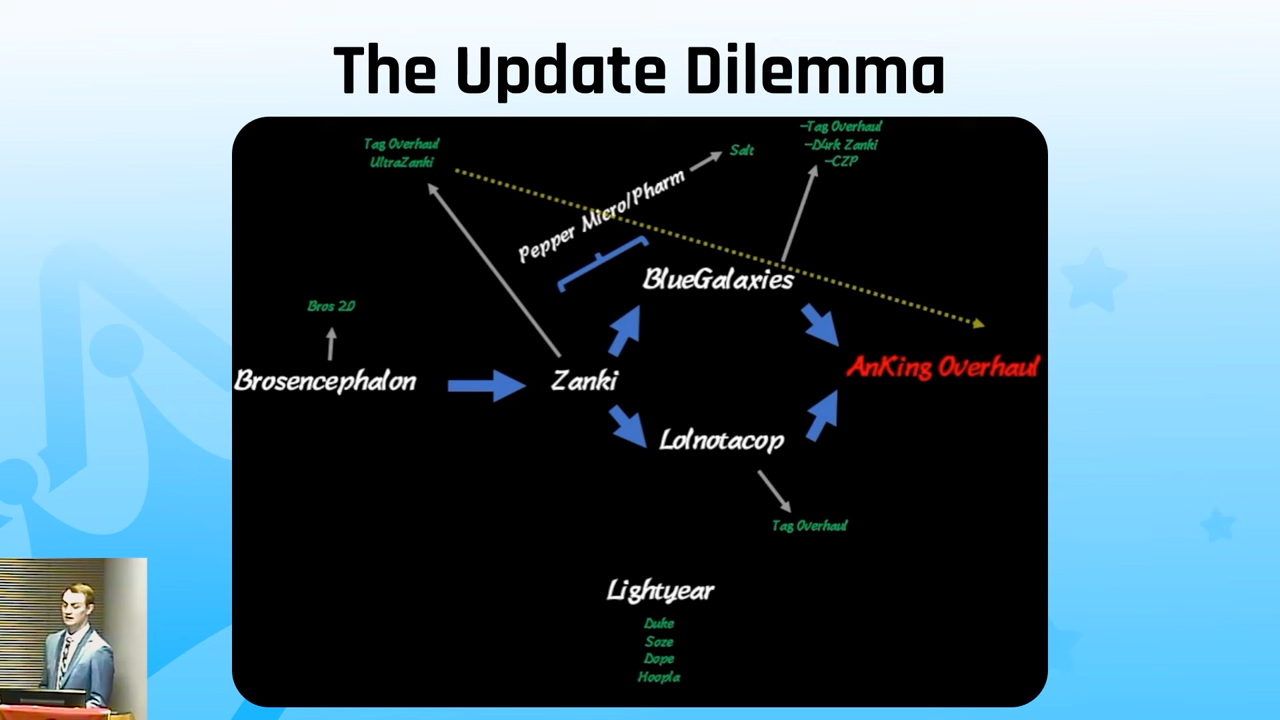 The Update Dilemma
Tag Overhaul
UltraZanki
Pepper Micro/Pharm
Salt
-Tag Overhaul
-D4rk Zanki
-CZP
BlueGalaxies
Bros 2.0
Brosencephalon
Zanki
AnKing Overhaul
Lolnotacop
Tag Overhaul
Lightyear
Duke
Soze
Dope
Hoopla